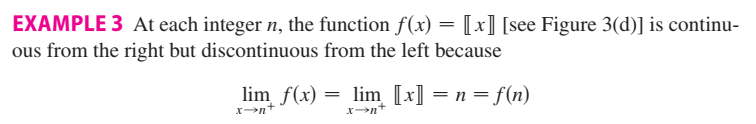 EXAMPLE 3 At each integer n, the function f(x) = ⟦x⟧ [see Figure 3(d)] is continu-
ous from the right but discontinuous from the left because
lim x→n⁺ f(x) = lim x→n⁺ ⟦x⟧ = n = f(n)